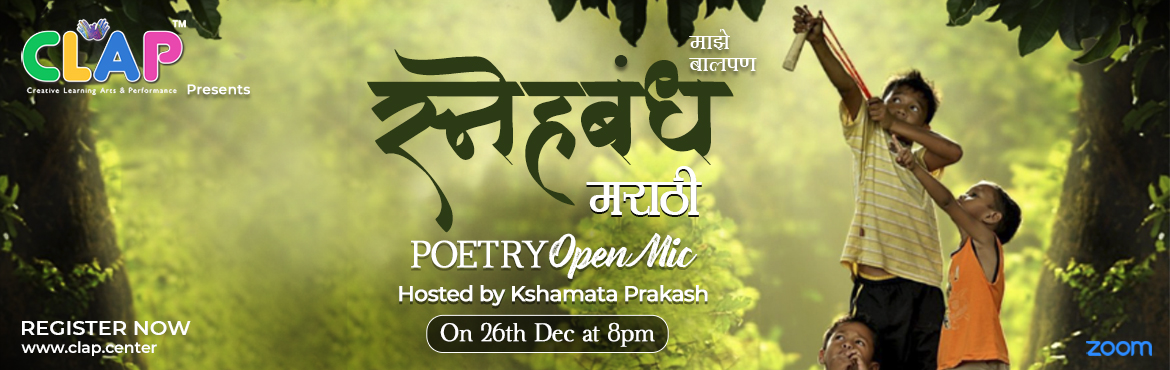 CLAP™
Creative Learning Arts & Performance
Presents
माझे
बालपण
स्नेहबंध
मराठी
POETRY Open Mic
Hosted by Kshamata Prakash
On 26th Dec at 8pm
REGISTER NOW
www.clap.center
zoom